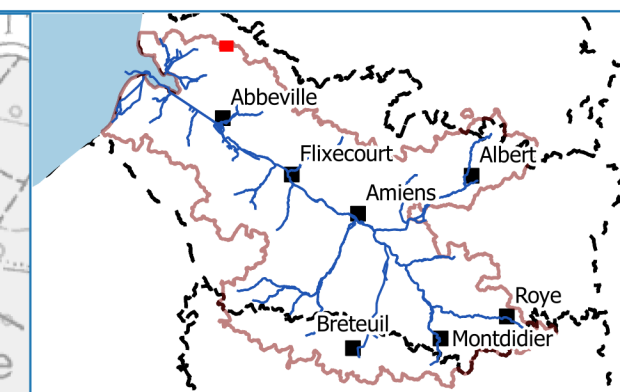 Abbeville
Flixecourt
Albert
Amiens
Roye
Breteuil
Montdidier
e